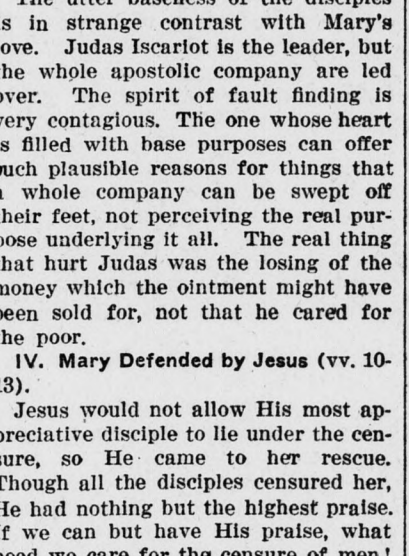 The utter baseness of the disciples
is in strange contrast with Mary's
love. Judas Iscariot is the leader, but
the whole apostolic company are led
over. The spirit of fault finding is
very contagious. The one whose heart
is filled with base purposes can offer
such plausible reasons for things that
a whole company can be swept off
their feet, not perceiving the real pur-
pose underlying it all. The real thing
that hurt Judas was the losing of the
money which the ointment might have
been sold for, not that he cared for
the poor.
IV. Mary Defended by Jesus (vv. 10-
13).
Jesus would not allow His most ap-
preciative disciple to lie under the cen-
sure, so He came to her rescue.
Though all the disciples censured her,
He had nothing but the highest praise.
If we can but have His praise, what
need we care for the censure of men!